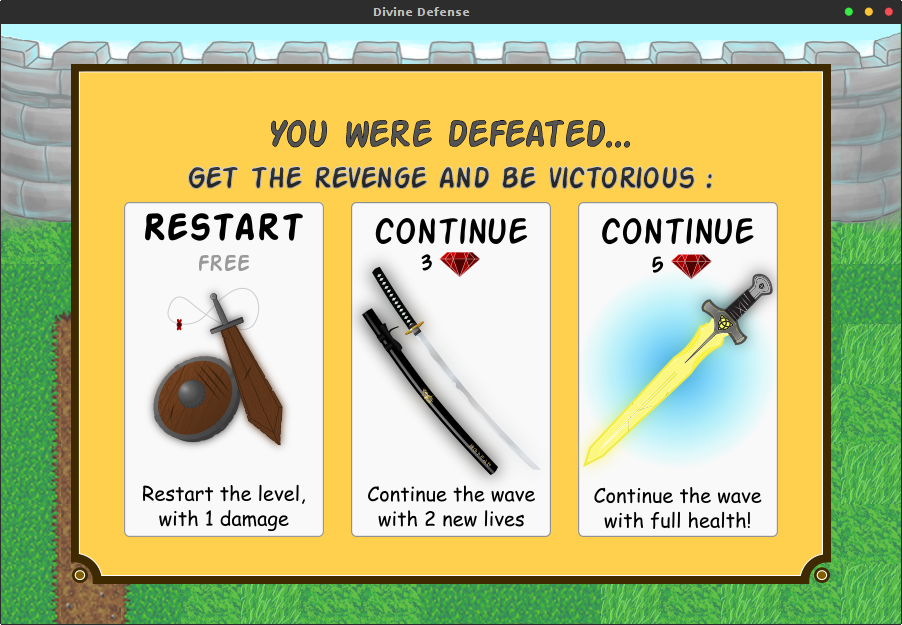 Divine Defense
YOU WERE DEFEATED...
GET THE REVENGE AND BE VICTORIOUS :
RESTART
FREE
Restart the level,
with 1 damage
CONTINUE
3
Continue the wave
with 2 new lives
CONTINUE
5
Continue the wave
with full health!